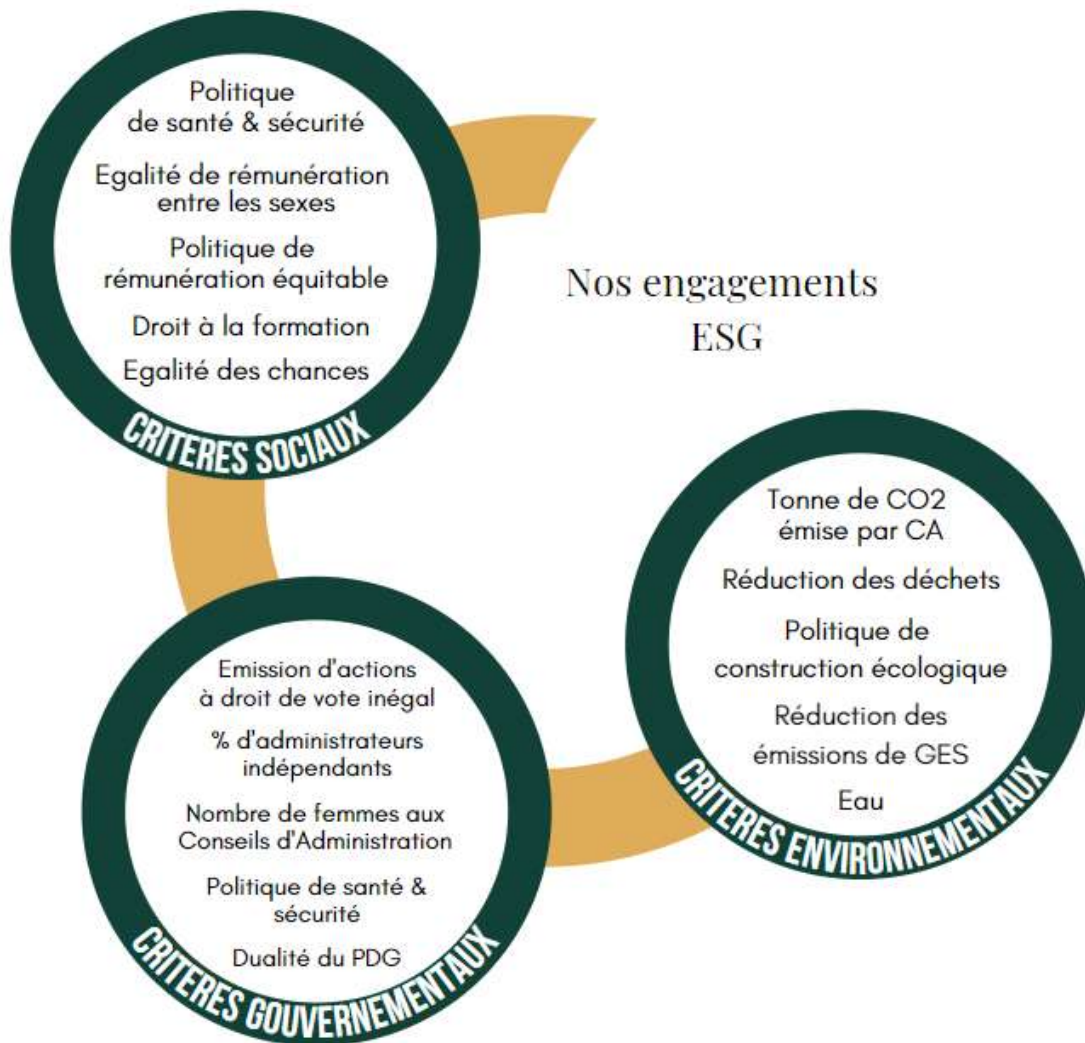 Politique
de santé & sécurité
Egalité de rémunération
entre les sexes
Politique de
rémunération équitable
Droit à la formation
Egalité des chances
CRITERES SOCIAUX
Nos engagements
ESG
Tonne de CO2
émise par CA
Réduction des déchets
Politique de
construction écologique
Réduction des
émissions de GES
Eau
CRITERES ENVIRONNEMENTAUX
Emission d'actions
à droit de vote inégal
% d'administrateurs
indépendants
Nombre de femmes aux
Conseils d'Administration
Politique de santé &
sécurité
Dualité du PDG
CRITERES GOUVERNEMENTAUX